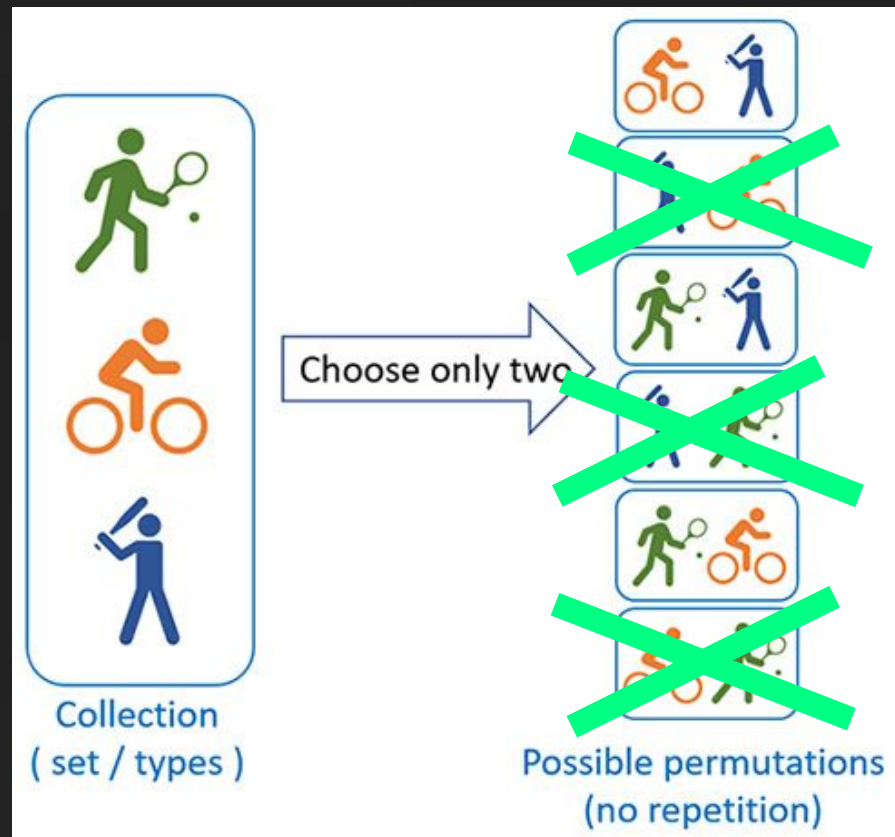 Choose only two
Collection
( set / types )
Possible permutations
(no repetition)